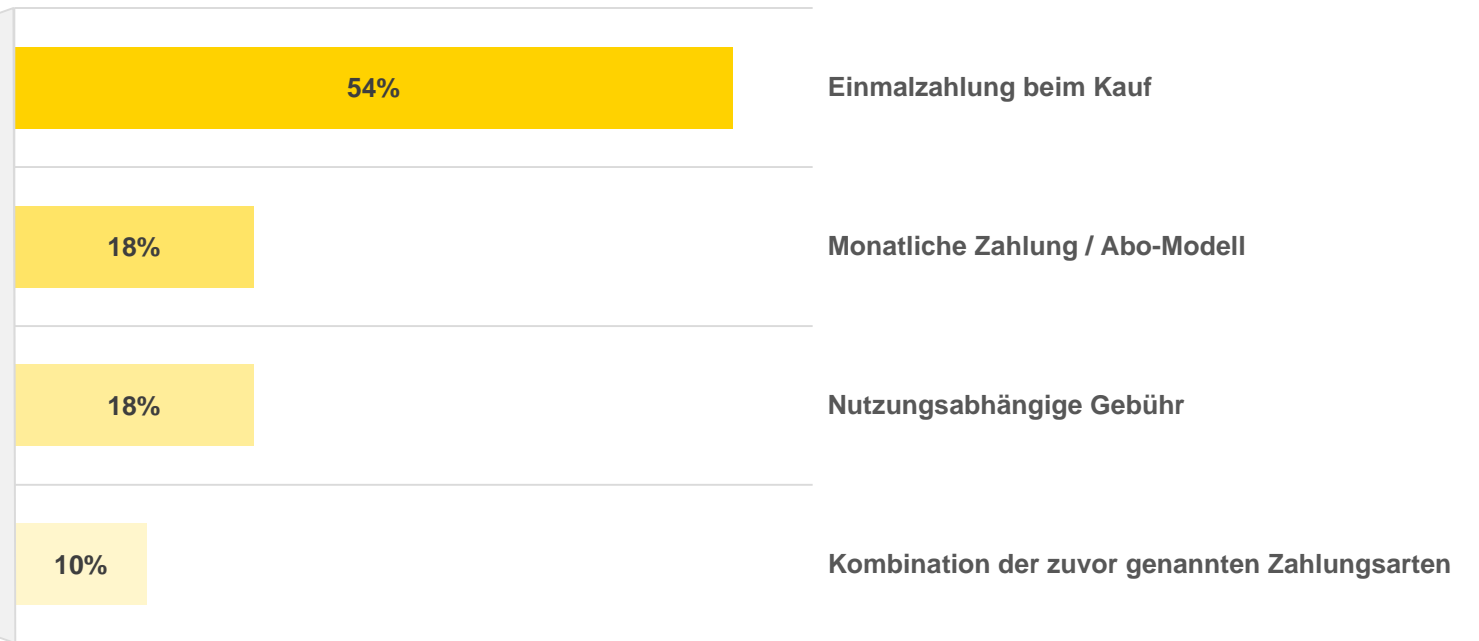 54%
Einmalzahlung beim Kauf
18%
Monatliche Zahlung / Abo-Modell
18%
Nutzungsabhängige Gebühr
10%
Kombination der zuvor genannten Zahlungsarten